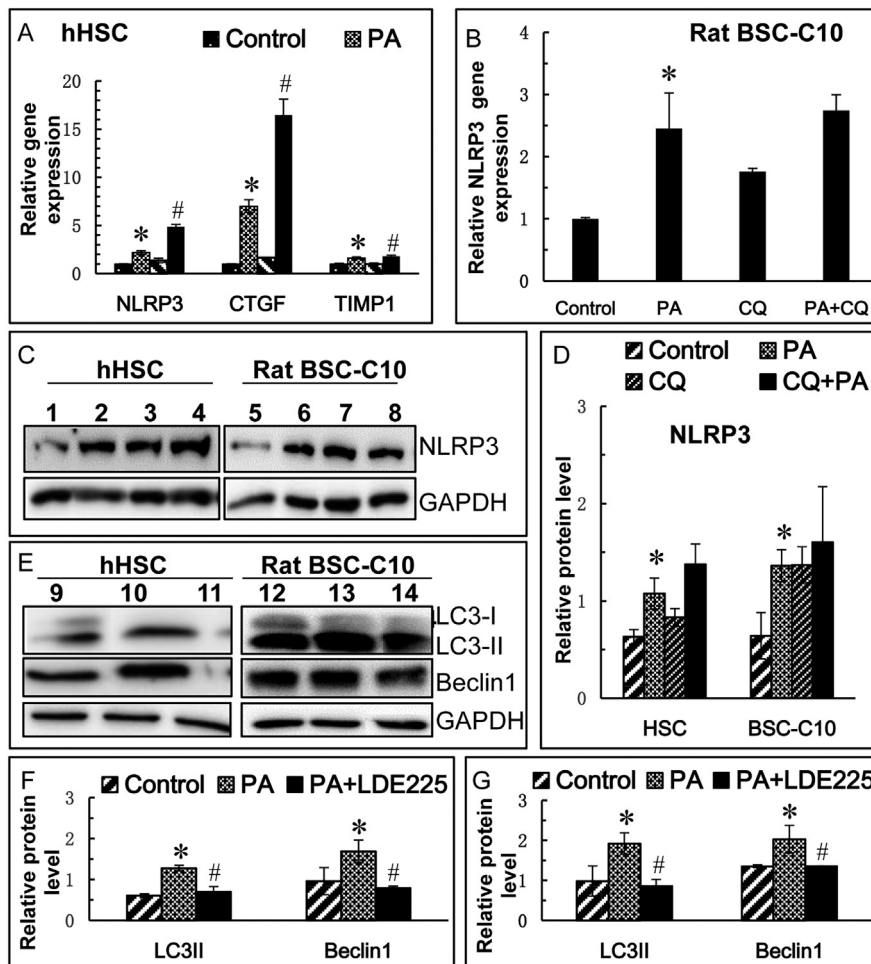 A hHSC
Control PA
Relative gene
expression
20
15
10
5
0
* # * # * #
NLRP3 CTGF TIMP1
B Rat BSC-C10
Relative NLRP3 gene
expression
4
3
2
1
0
*
Control PA CQ PA+CQ
C hHSC Rat BSC-C10
1 2 3 4 5 6 7 8
NLRP3
GAPDH
D Control PA
CQ CQ+PA
NLRP3
Relative protein level
3
2
1
0
* *
HSC BSC-C10
E hHSC Rat BSC-C10
9 10 11 12 13 14
LC3-I
LC3-II
Beclin1
GAPDH
F Control PA PA+LDE225
Relative protein
level
3
2
1
0
* # * #
LC3II Beclin1
G Control PA PA+LDE225
Relative protein
level
3
2
1
0
* # * #
LC3II Beclin1